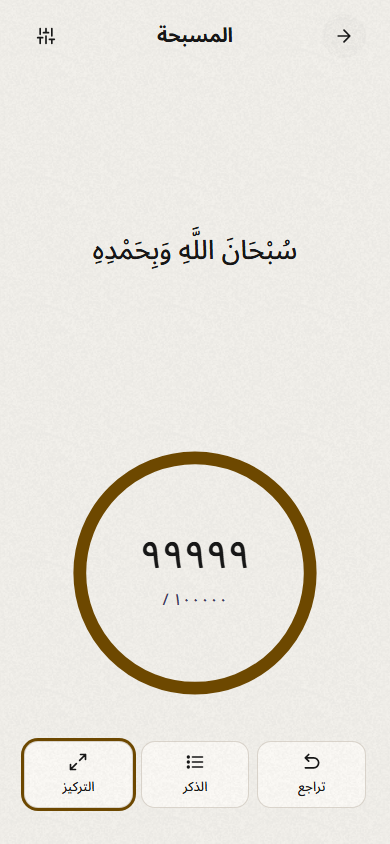 المسبحة
سُبْحَانَ اللَّهِ وَبِحَمْدِهِ
٩٩٩٩٩
/ ١٠٠٠٠٠
تراجع
الذكر
التركيز